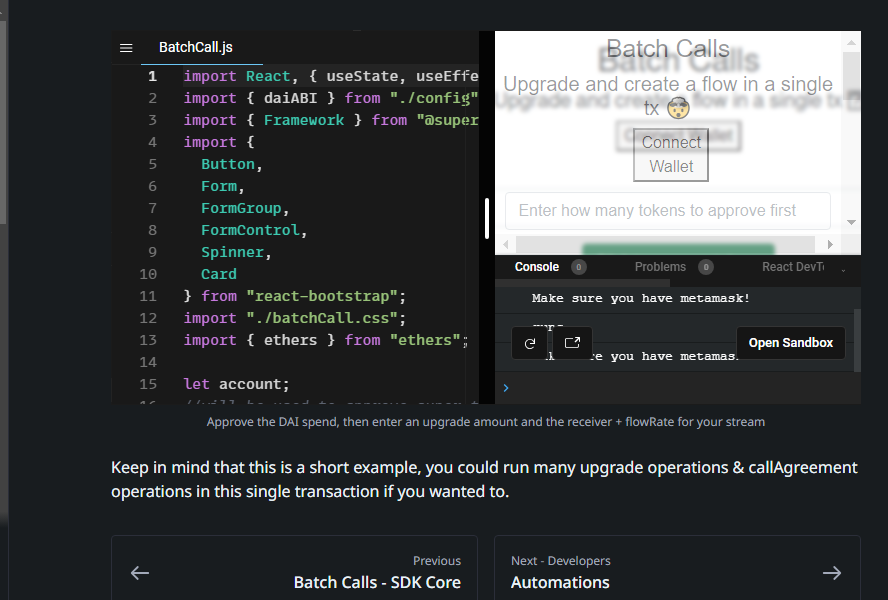 BatchCall.js
1 import React, { useState, useEffe
2 import { daiABI } from "./config"
3 import { Framework } from "@super
4 import {
5 Button,
6 Form,
7 FormGroup,
8 FormControl,
9 Spinner,
10 Card
11 } from "react-bootstrap";
12 import "./batchCall.css";
13 import { ethers } from "ethers";
14
15 let account;
Batch Calls
Upgrade and create a flow in a single
tx 🤯
Connect
Wallet
Enter how many tokens to approve first
Console 0 Problems 0 React DevTo
Make sure you have metamask!
re you have metamas
Open Sandbox
Approve the DAI spend, then enter an upgrade amount and the receiver + flowRate for your stream
Keep in mind that this is a short example, you could run many upgrade operations & callAgreement
operations in this single transaction if you wanted to.
Previous
Batch Calls - SDK Core
Next - Developers
Automations